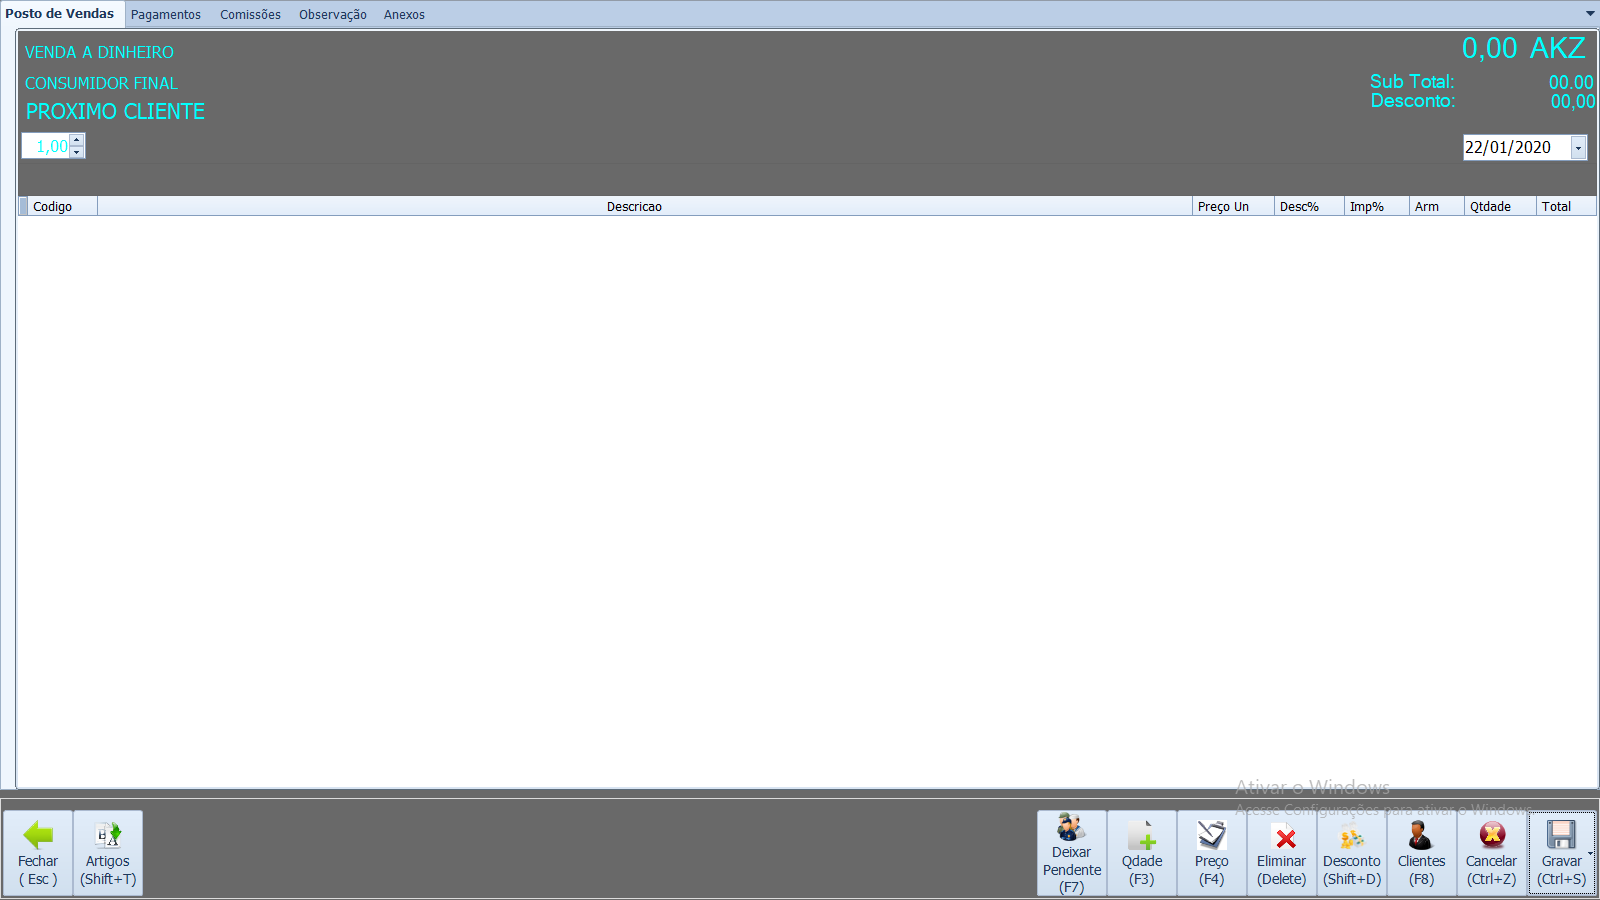 Posto de Vendas Pagamentos Comissões Observação Anexos
VENDA A DINHEIRO 0,00 AKZ
CONSUMIDOR FINAL Sub Total: 00.00
PROXIMO CLIENTE Desconto: 00,00
1,00 22/01/2020
Codigo Descricao Preço Un Desc% Imp% Arm Qtdade Total
Ativar o Windows
Acesse Configurações para ativar o Windows.
Fechar
( Esc )
Artigos
(Shift+T)
Deixar
Pendente
(F7)
Qdade
(F3)
Preço
(F4)
Eliminar
(Delete)
Desconto
(Shift+D)
Clientes
(F8)
Cancelar
(Ctrl+Z)
Gravar
(Ctrl+S)